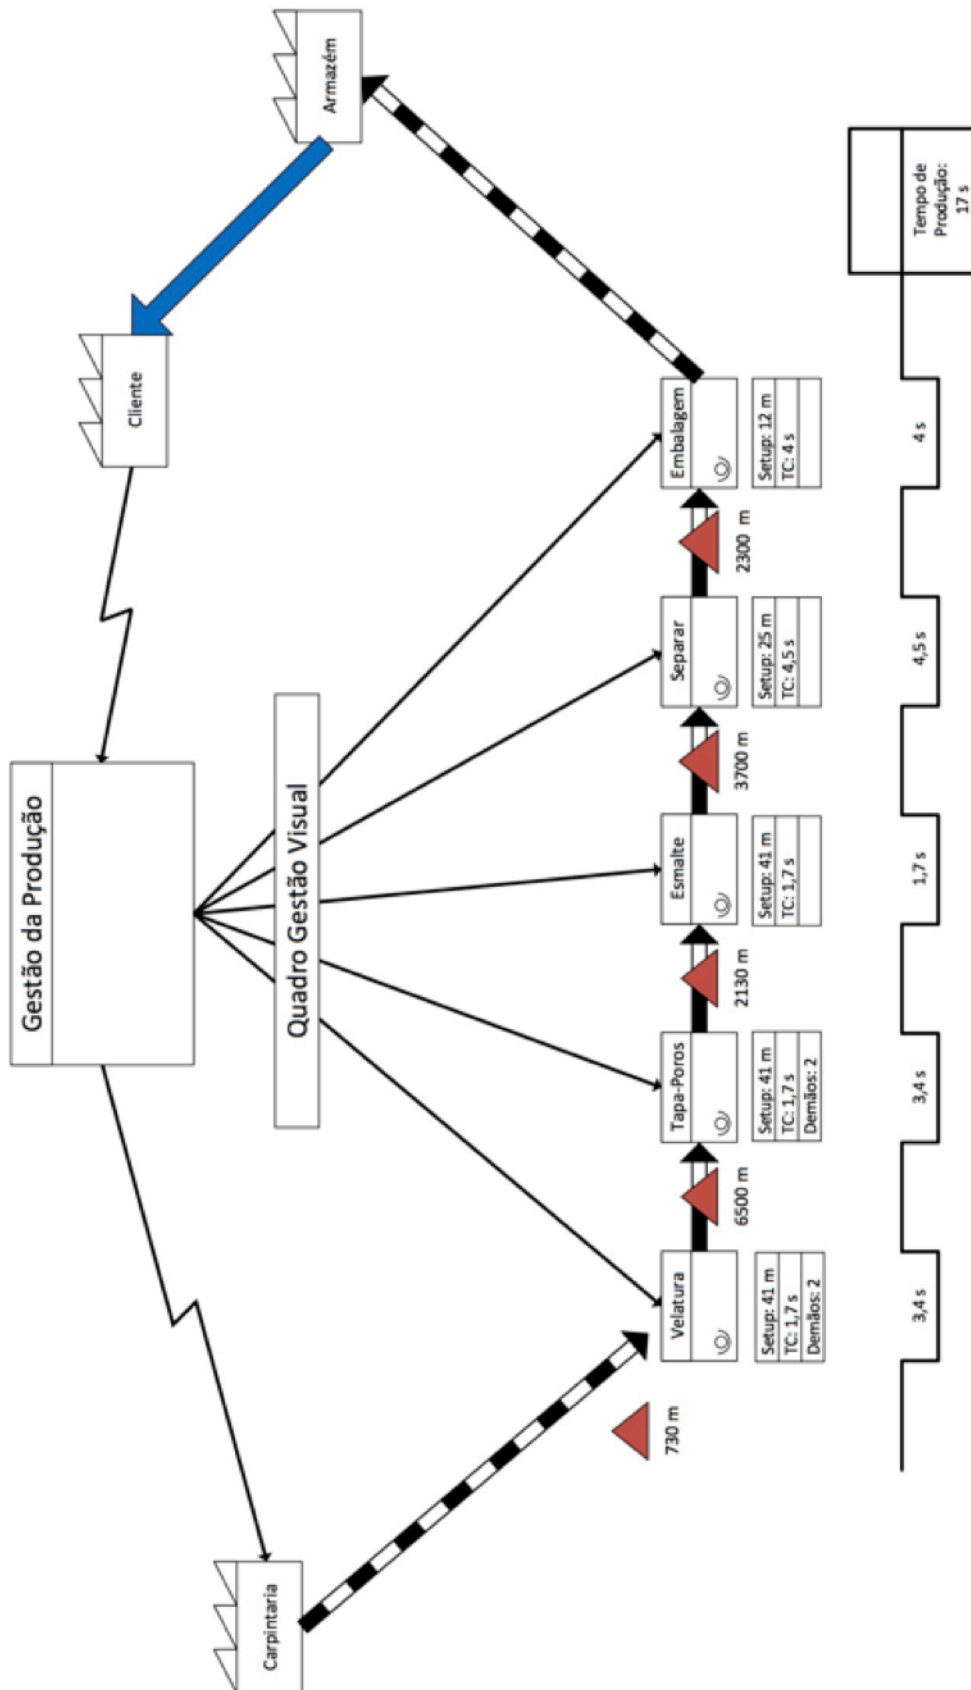 Gestão da Produção
Cliente
Armazém
Carpintaria
Quadro Gestão Visual
730 m
Velatura
Setup: 41 m
TC: 1,7 s
Demãos: 2
6500 m
Tapa-Poros
Setup: 41 m
TC: 1,7 s
Demãos: 2
2130 m
Esmalte
Setup: 41 m
TC: 1,7 s
3700 m
Separar
Setup: 25 m
TC: 4,5 s
2300 m
Embalagem
Setup: 12 m
TC: 4 s
3,4 s
3,4 s
1,7 s
4,5 s
4 s
Tempo de
Produção:
17 s